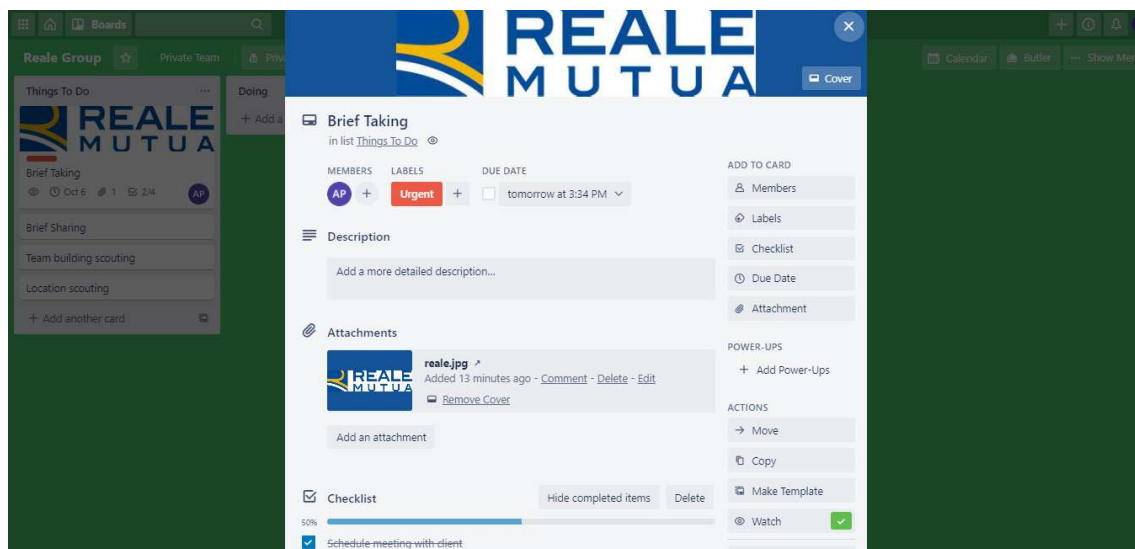 Boards
Reale Group
Private Team
Calendar
Butler
Show Me
Things To Do
REALE
MUTUA
Brief Taking
Oct 6
1
2/4
AP
Brief Sharing
Team building scouting
Location scouting
+ Add another card
Doing
+ Add a
REALE
MUTUA
Cover
Brief Taking
in list Things To Do
MEMBERS
LABELS
DUE DATE
AP
+
Urgent
+
tomorrow at 3:34 PM
Description
Add a more detailed description...
Attachments
REALE
MUTUA
reale.jpg
Added 13 minutes ago - Comment - Delete - Edit
Remove Cover
Add an attachment
Checklist
Hide completed items
Delete
50%
Schedule meeting with client
ADD TO CARD
Members
Labels
Checklist
Due Date
Attachment
POWER-UPS
+ Add Power-Ups
ACTIONS
Move
Copy
Make Template
Watch